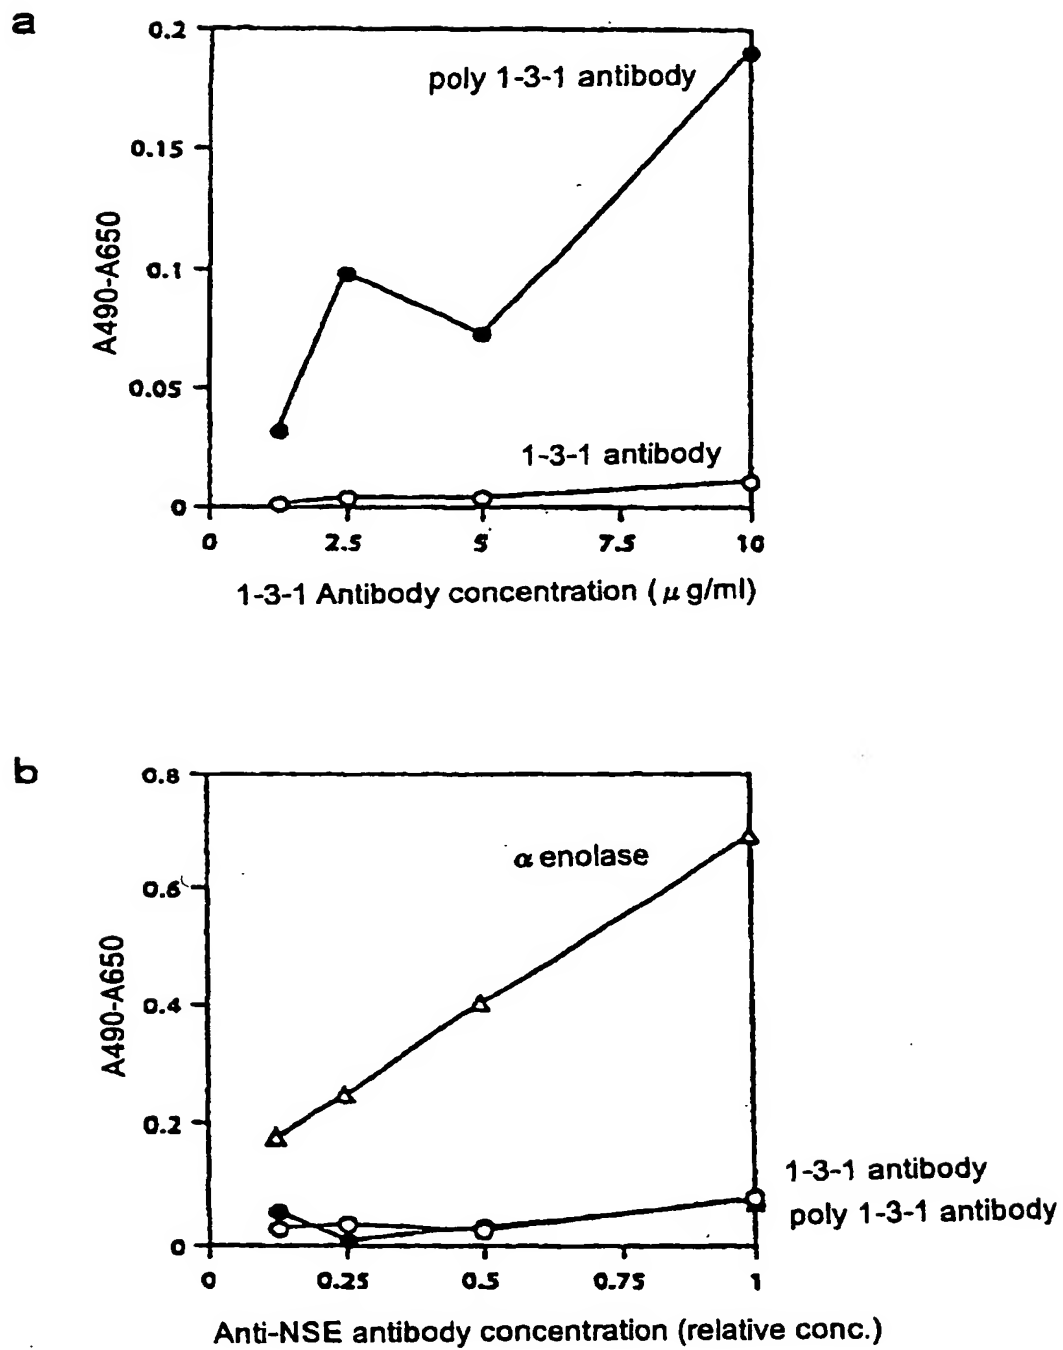 a
0.2
poly 1-3-1 antibody
0.15
A490-A650
0.1
0.05
1-3-1 antibody
0
0 2.5 5 7.5 10
1-3-1 Antibody concentration (μg/ml)
b
0.8
α enolase
0.6
A490-A650
0.4
0.2
1-3-1 antibody
poly 1-3-1 antibody
0
0 0.25 0.5 0.75 1
Anti-NSE antibody concentration (relative conc.)